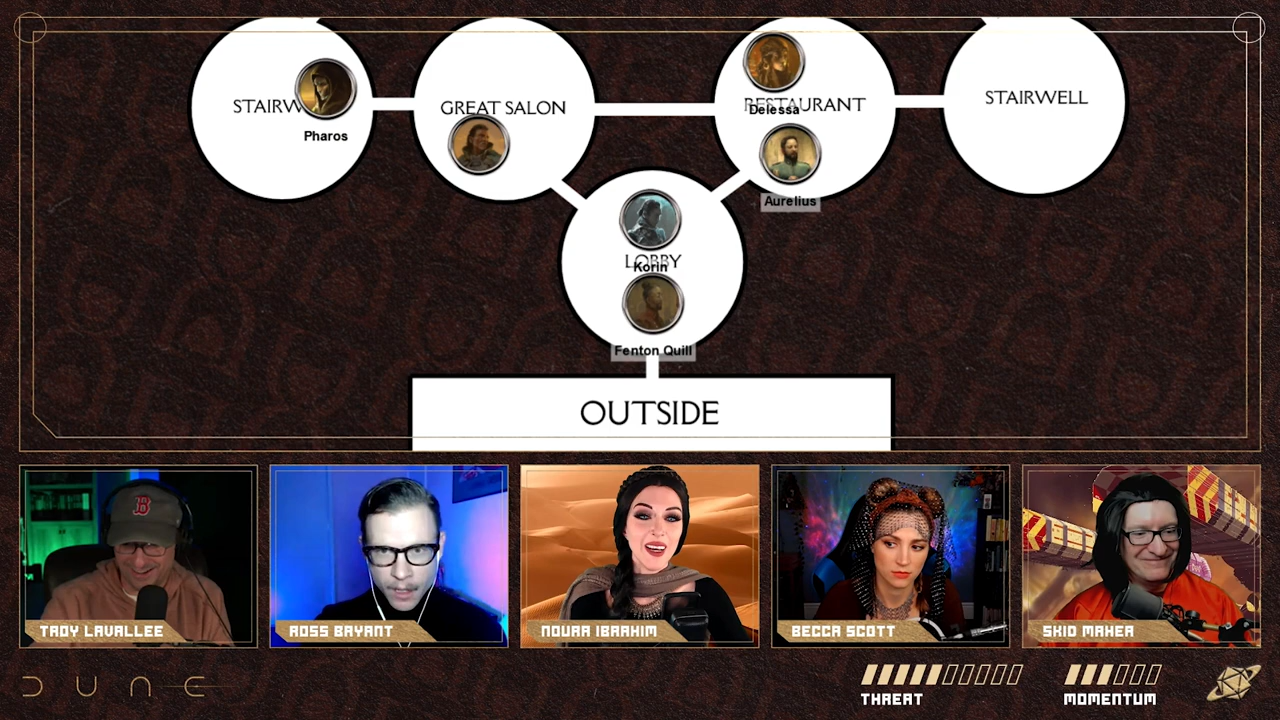 STAIRW
GREAT SALON
RESTAURANT
STAIRWELL
Pharos
Delessa
Aurelius
LOBBY
Korin
Fenton Quill
OUTSIDE
TROY LAVALLEE
ROSS BRYANT
NOURA IBRAHIM
BECCA SCOTT
SKID MAHER
DUNE
THREAT
MOMENTUM